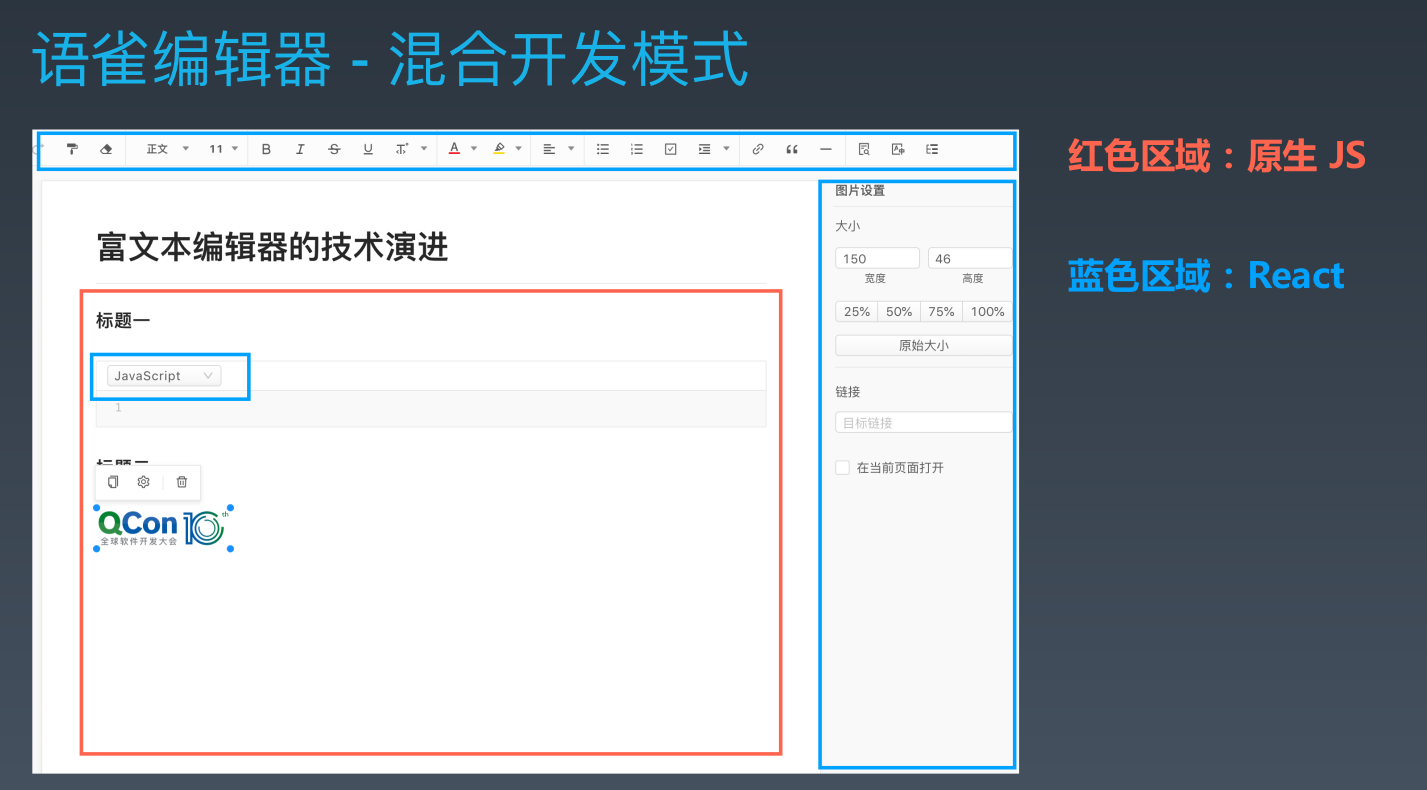 语雀编辑器 - 混合开发模式
正文 11 B I S U T A
红色区域：原生 JS
图片设置
大小
富文本编辑器的技术演进
150 46
宽度 高度
蓝色区域：React
25% 50% 75% 100%
标题一
原始大小
JavaScript
链接
1
目标链接
在当前页面打开
QCon 10th
全球软件开发大会